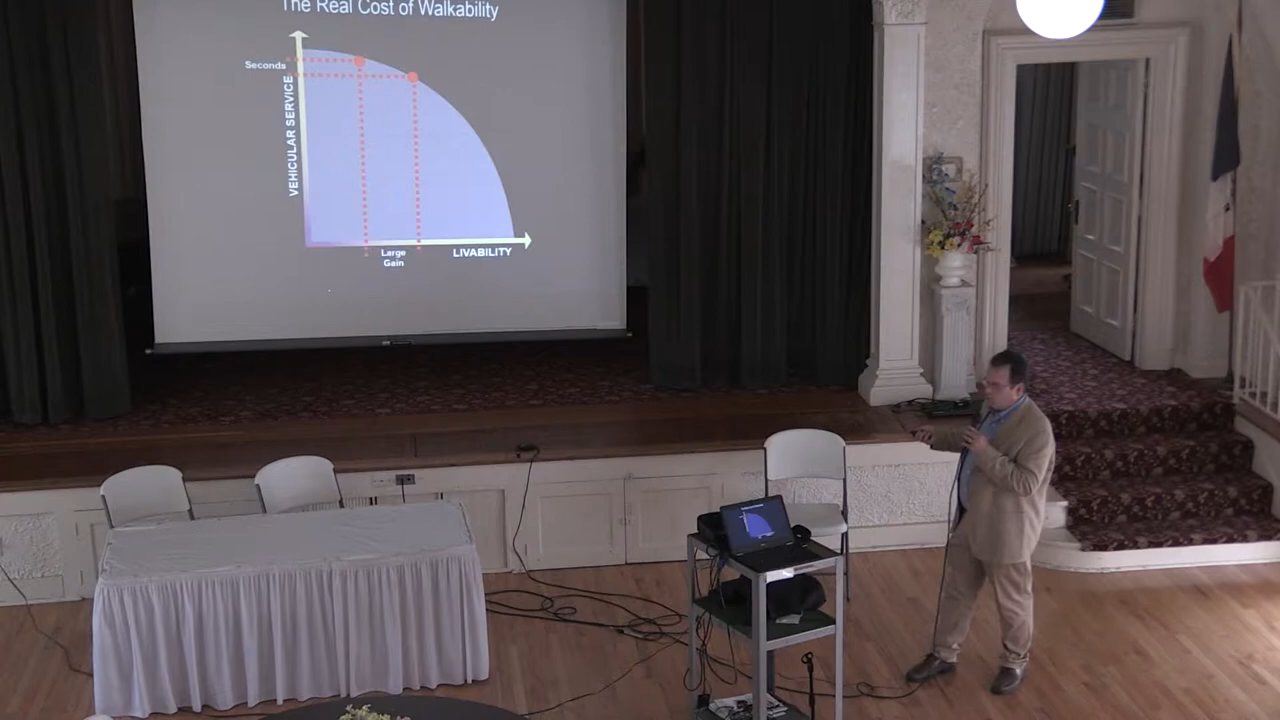 The Real Cost of Walkability
Seconds
VEHICULAR SERVICE
Large
Gain
LIVABILITY